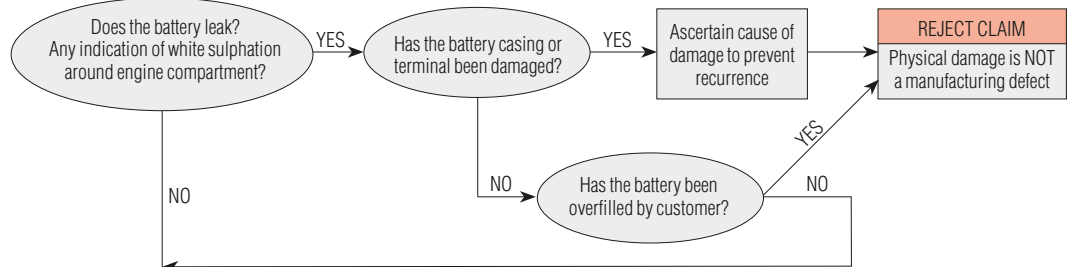 Does the battery leak?
Any indication of white sulphation
around engine compartment?
YES
Has the battery casing or
terminal been damaged?
YES
Ascertain cause of
damage to prevent
recurrence
REJECT CLAIM
Physical damage is NOT
a manufacturing defect
NO
NO
Has the battery been
overfilled by customer?
YES
NO